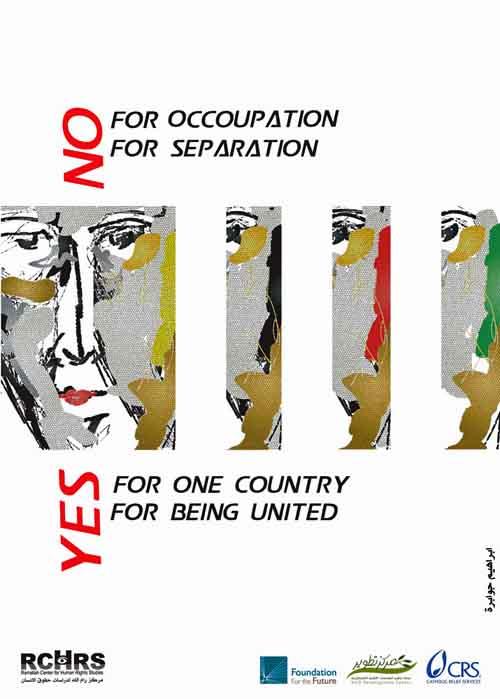 NO
FOR OCCOUPATION
FOR SEPARATION
YES
FOR ONE COUNTRY
FOR BEING UNITED
ابراهيم جوابرة
RCHRS
Ramallah Center for Human Rights Studies
مركز رام الله لدراسات حقوق الانسان
Foundation
For the Future
مركز تطوير
CRS
CATHOLIC RELIEF SERVICES